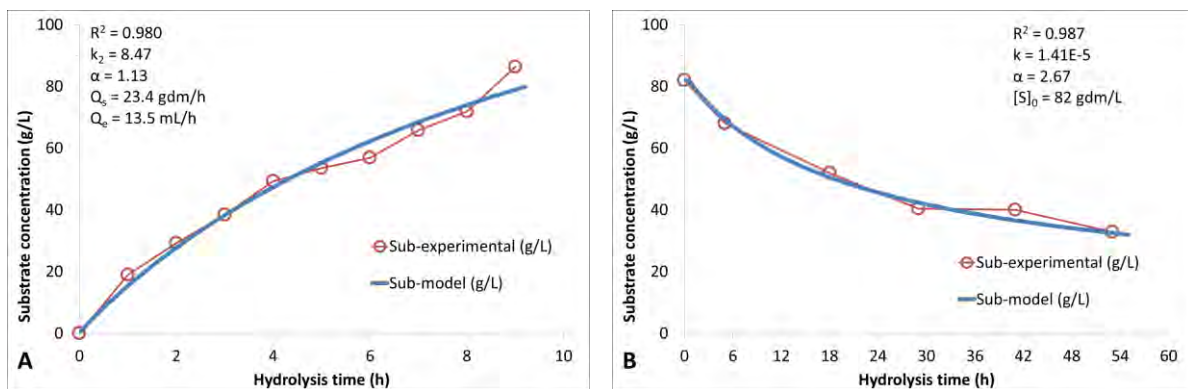 100
80
60
40
20
0
Substrate concentration (g/L)
R² = 0.980
k₂ = 8.47
α = 1.13
Qₛ = 23.4 gdm/h
Qₑ = 13.5 mL/h
Sub-experimental (g/L)
Sub-model (g/L)
A
0 2 4 6 8 10
Hydrolysis time (h)
100
80
60
40
20
0
Substrate concentration (g/L)
R² = 0.987
k = 1.41E-5
α = 2.67
[S]₀ = 82 gdm/L
Sub-experimental (g/L)
Sub-model (g/L)
B
0 6 12 18 24 30 36 42 48 54 60
Hydrolysis time (h)